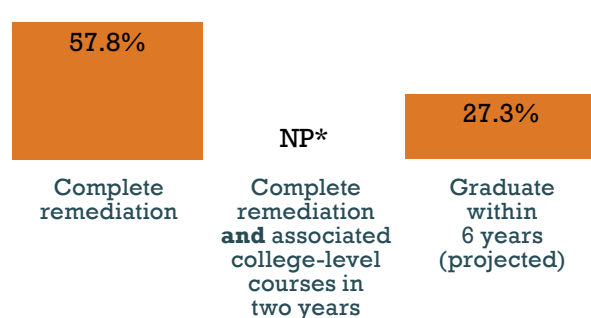 57.8%
NP*
27.3%
Complete
remediation
Complete
remediation
and associated
college-level
courses in
two years
Graduate
within
6 years
(projected)